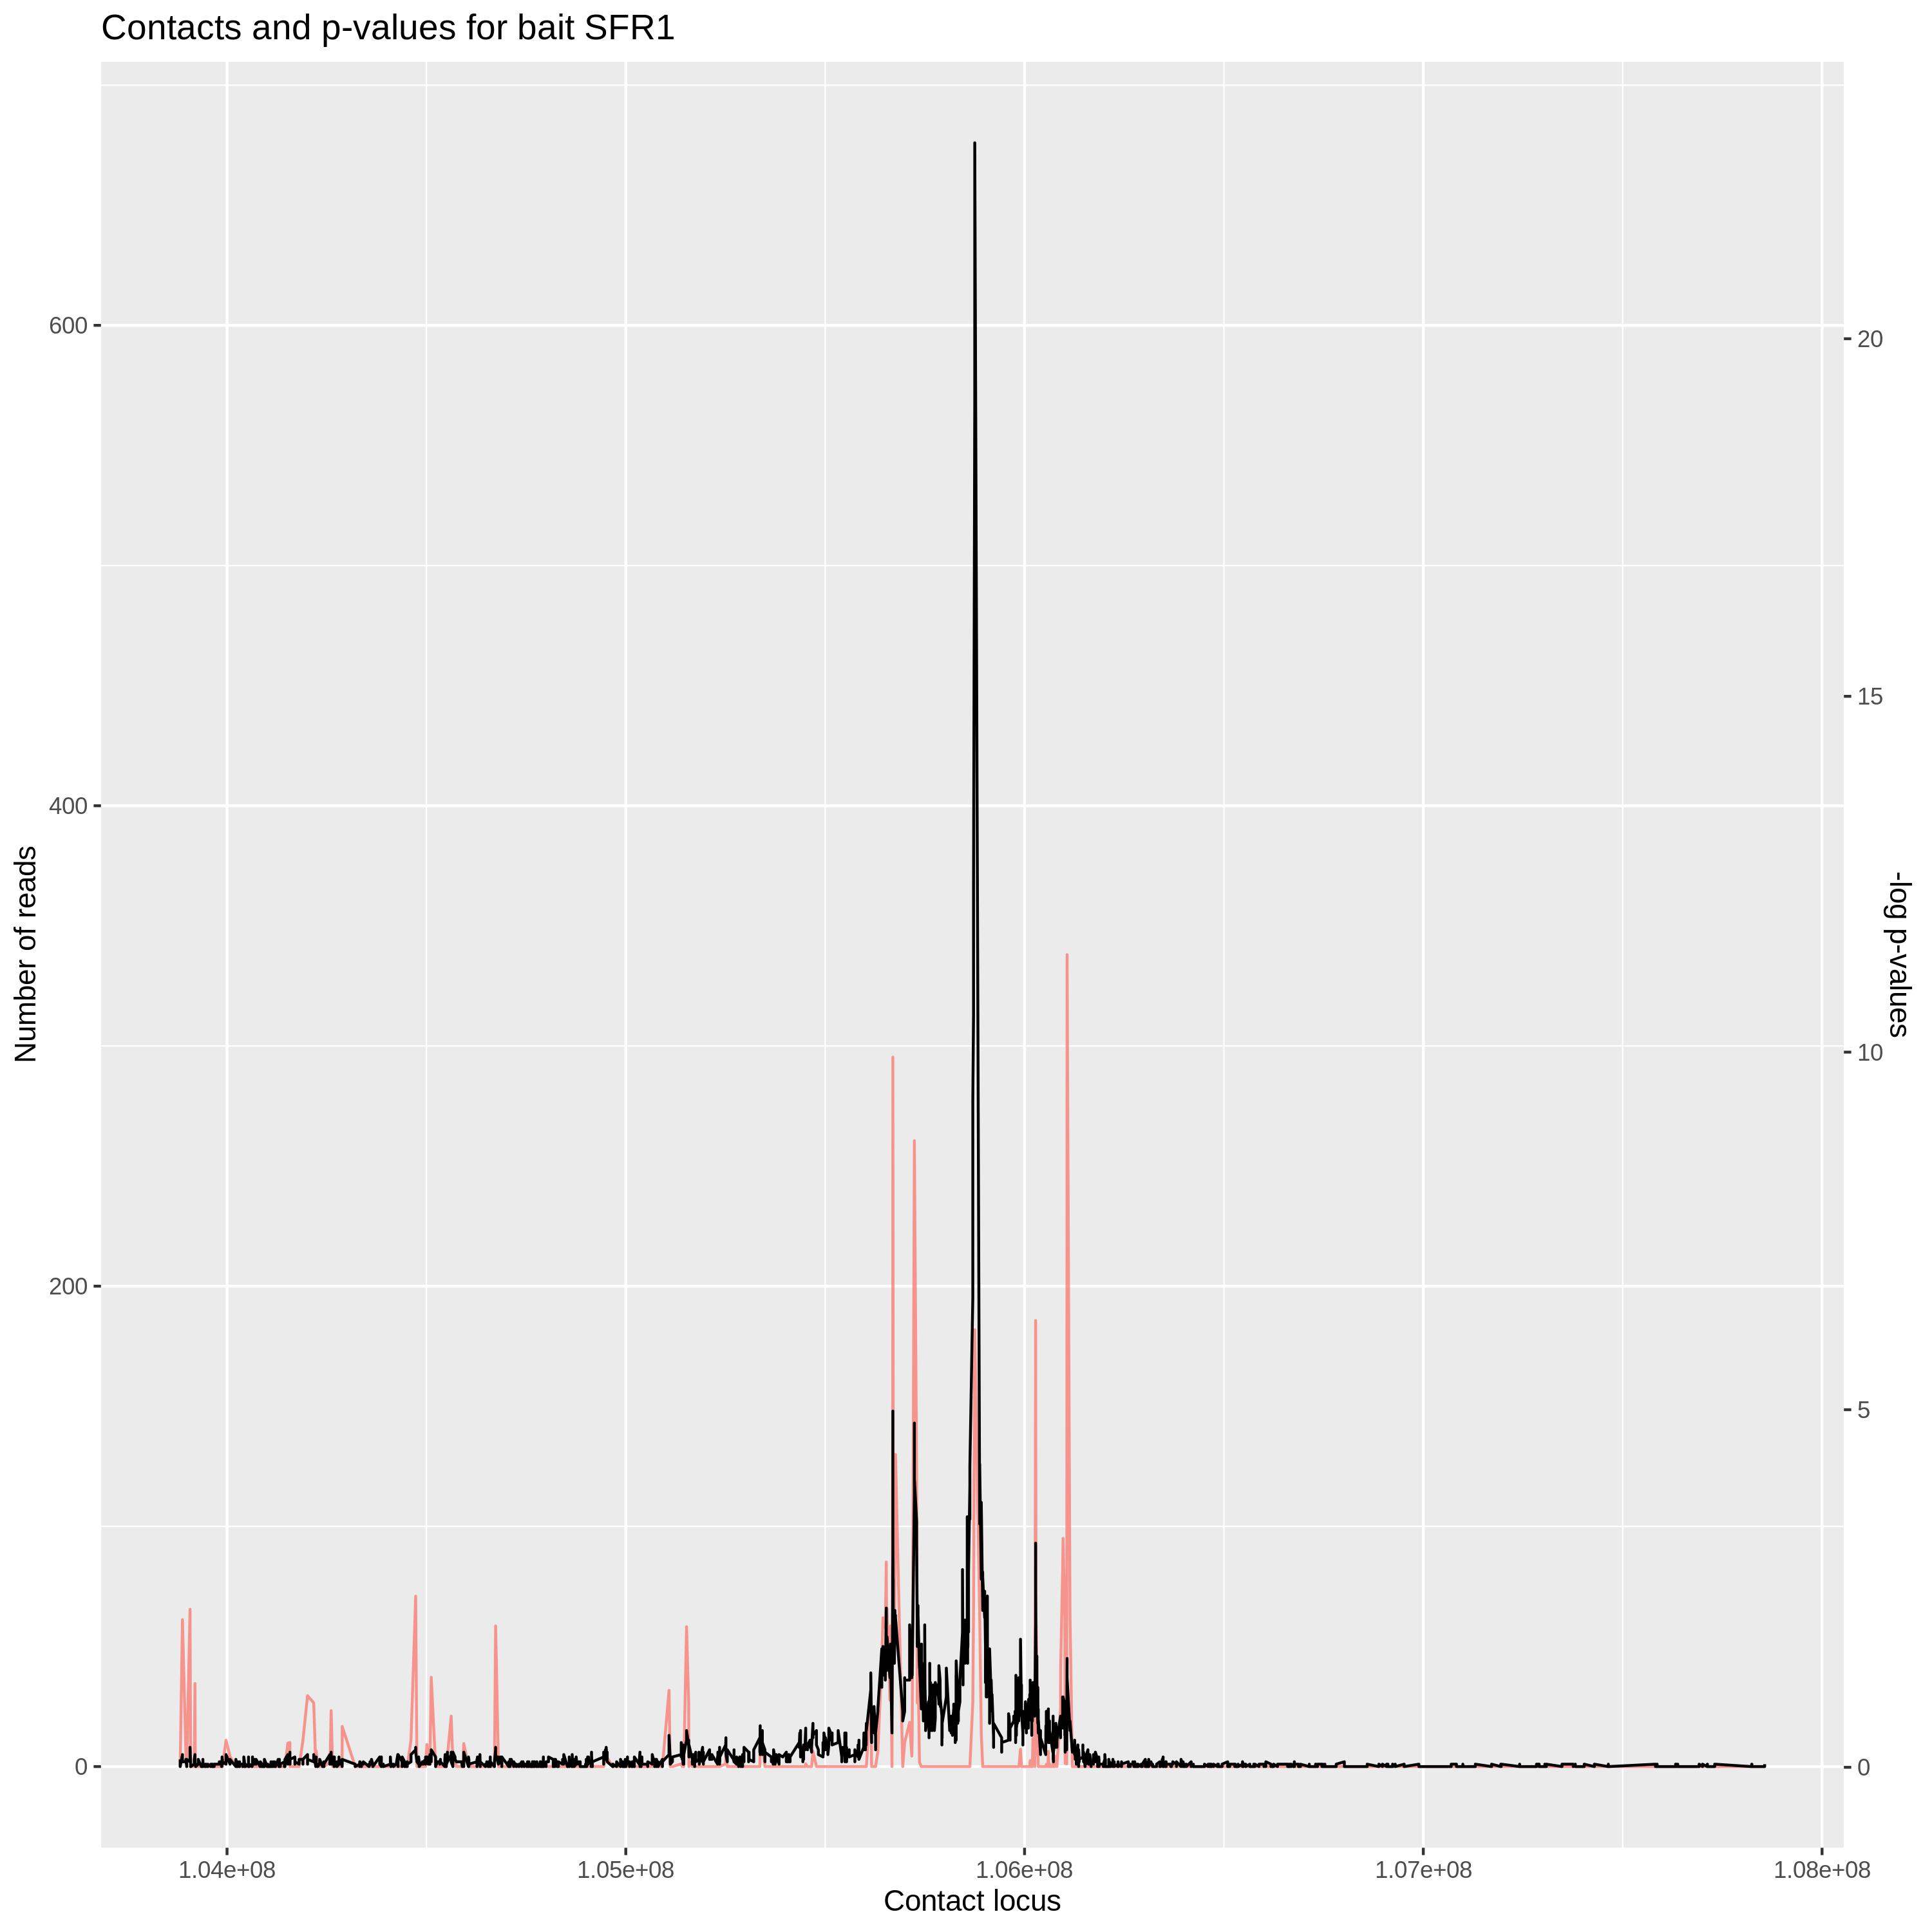 Contacts and p-values for bait SFR1
600
400
200
0
Number of reads
20
15
10
5
0
-log p-values
1.04e+08
1.05e+08
1.06e+08
1.07e+08
1.08e+08
Contact locus